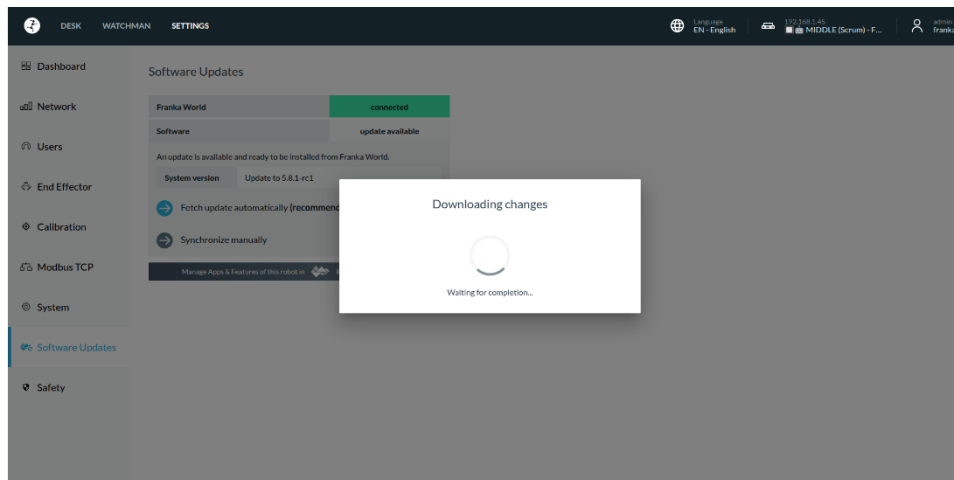 DESK WATCHMAN SETTINGS
Language
EN - English
192.168.1.45
MIDDLE (Scrum) - F...
admin
franka
Dashboard
Network
Users
End Effector
Calibration
Modbus TCP
System
Software Updates
Safety
Software Updates
Franka World connected
Software update available
An update is available and ready to be installed from Franka World.
System version Update to 5.8.1-rc1
Fetch update automatically (recommend
Synchronize manually
Manage Apps & Features of this robot in
Downloading changes
Waiting for completion...